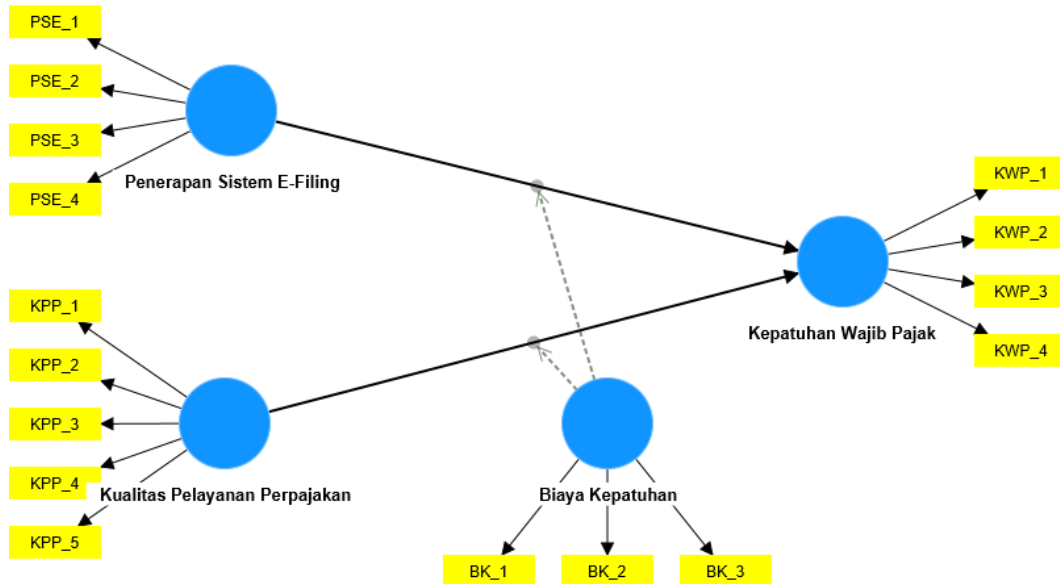 PSE_1
PSE_2
PSE_3
PSE_4
Penerapan Sistem E-Filing
KPP_1
KPP_2
KPP_3
KPP_4
KPP_5
Kualitas Pelayanan Perpajakan
Biaya Kepatuhan
BK_1
BK_2
BK_3
Kepatuhan Wajib Pajak
KWP_1
KWP_2
KWP_3
KWP_4